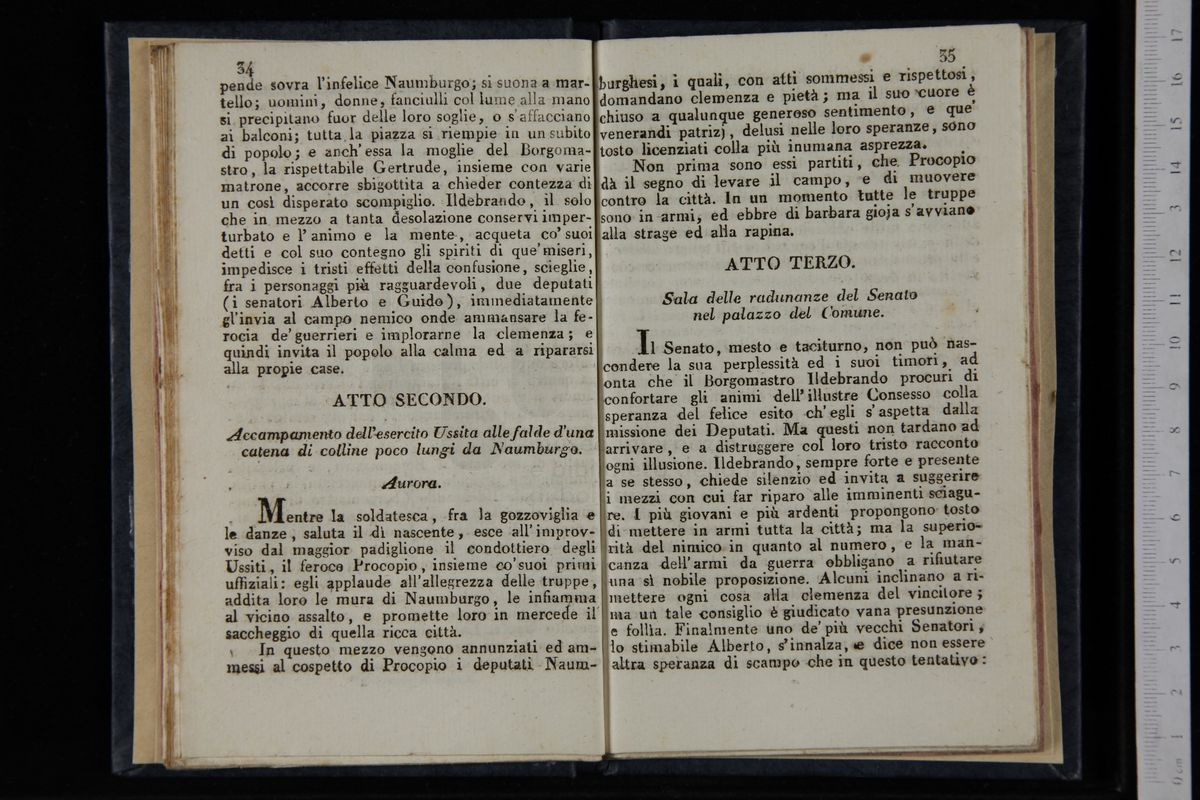 34
pende sovra l'infelice Naumburgo; si suona a mar-
tello; uomini, donne, fanciulli col lume alla mano
si precipitano fuor delle loro soglie, o s'affacciano
ai balconi; tutta la piazza si riempie in un subito
di popolo; e anch'essa la moglie del Borgoma-
stro, la rispettabile Gertrude, insieme con varie
matrone, accorre sbigottita a chieder contezza di
un così disperato scompiglio. Ildebrando, il solo
che in mezzo a tanta desolazione conservi imper-
turbato e l'animo e la mente, acqueta co' suoi
detti e col suo contegno gli spiriti di que' miseri,
impedisce i tristi effetti della confusione, scieglie,
fra i personaggi più ragguardevoli, due deputati
(i senatori Alberto e Guido), immediatamente
gl'invia al campo nemico onde ammansare la fe-
rocia de' guerrieri e implorarne la clemenza; e
quindi invita il popolo alla calma ed a ripararsi
alla propie case.
ATTO SECONDO.
Accampamento dell'esercito Ussita alle falde d'una
catena di colline poco lungi da Naumburgo.
Aurora.
Mentre la soldatesca, fra la gozzoviglia e
le danze, saluta il dì nascente, esce all'improv-
viso dal maggior padiglione il condottiero degli
Ussiti, il feroce Procopio, insieme co' suoi primi
uffiziali: egli applaude all'allegrezza delle truppe,
addita loro le mura di Naumburgo, le infiamma
al vicino assalto, e promette loro in mercede il
saccheggio di quella ricca città.
In questo mezzo vengono annunziati ed am-
messi al cospetto di Procopio i deputati Naum-
35
burghesi, i quali, con atti sommessi e rispettosi,
domandano clemenza e pietà; ma il suo cuore è
chiuso a qualunque generoso sentimento, e que'
venerandi patrizj, delusi nelle loro speranze, sono
tosto licenziati colla più inumana asprezza.
Non prima sono essi partiti, che Procopio
dà il segno di levare il campo, e di muovere
contro la città. In un momento tutte le truppe
sono in armi, ed ebbre di barbara gioja s'avviano
alla strage ed alla rapina.
ATTO TERZO.
Sala delle radunanze del Senato
nel palazzo del Comune.
Il Senato, mesto e taciturno, non può nas-
condere la sua perplessità ed i suoi timori, ad
onta che il Borgomastro Ildebrando procuri di
confortare gli animi dell'illustre Consesso colla
speranza del felice esito ch'egli s'aspetta dalla
missione dei Deputati. Ma questi non tardano ad
arrivare, e a distruggere col loro tristo racconto
ogni illusione. Ildebrando, sempre forte e presente
a se stesso, chiede silenzio ed invita a suggerire
i mezzi con cui far riparo alle imminenti sciagu-
re. I più giovani e più ardenti propongono tosto
di mettere in armi tutta la città; ma la superio-
rità del nimico in quanto al numero, e la man-
canza dell'armi da guerra obbligano a rifiutare
una sì nobile proposizione. Alcuni inclinano a ri-
mettere ogni cosa alla clemenza del vincitore;
ma un tale consiglio è giudicato vana presunzione
e follìa. Finalmente uno de' più vecchi Senatori,
lo stimabile Alberto, s'innalza, e dice non essere
altra speranza di scampo che in questo tentativo:
0 cm 1 2 3 4 5 6 7 8 9 10 11 12 13 14 15 16 17